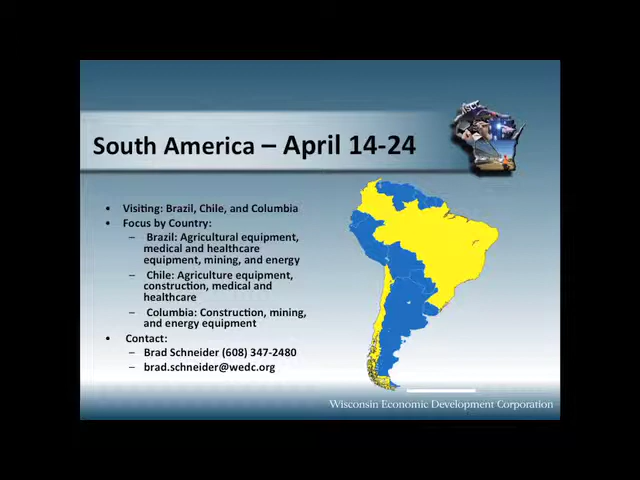 South America – April 14-24
• Visiting: Brazil, Chile, and Columbia
• Focus by Country:
– Brazil: Agricultural equipment,
medical and healthcare
equipment, mining, and energy
– Chile: Agriculture equipment,
construction, medical and
healthcare
– Columbia: Construction, mining,
and energy equipment
• Contact:
– Brad Schneider (608) 347-2480
– brad.schneider@wedc.org
Wisconsin Economic Development Corporation